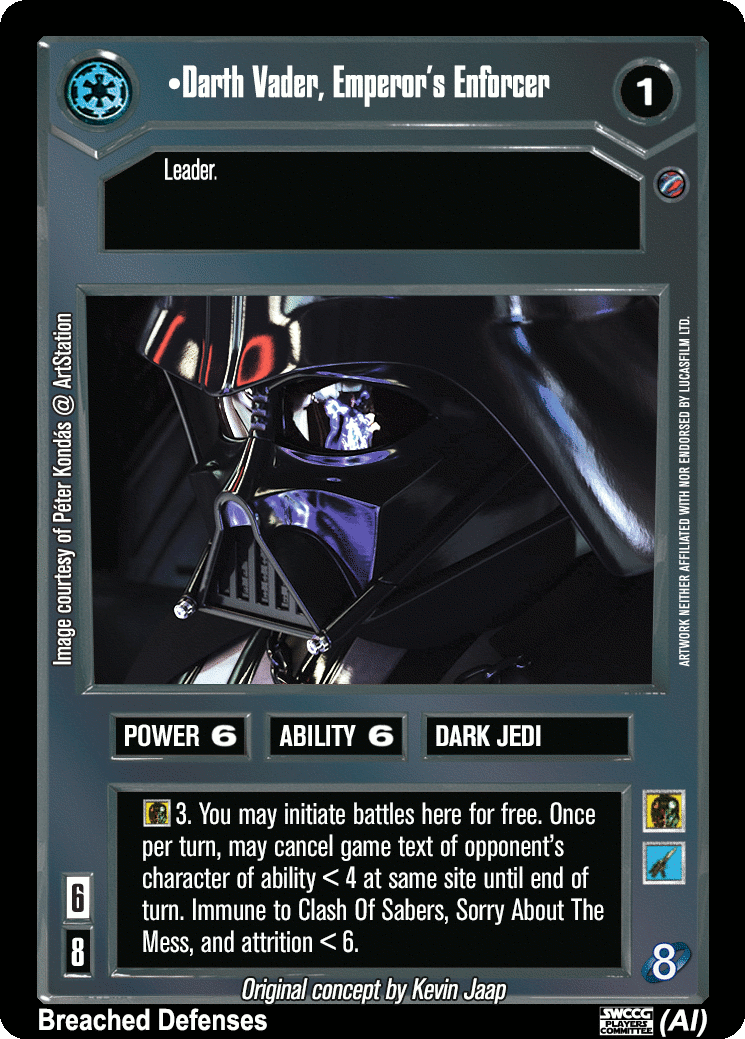 •Darth Vader, Emperor's Enforcer
1
Leader.
Image courtesy of Péter Kondás @ ArtStation
ARTWORK NEITHER AFFILIATED WITH NOR ENDORSED BY LUCASFILM LTD.
POWER 6
ABILITY 6
DARK JEDI
3. You may initiate battles here for free. Once
per turn, may cancel game text of opponent's
character of ability < 4 at same site until end of
turn. Immune to Clash Of Sabers, Sorry About The
Mess, and attrition < 6.
6
8
8
Original concept by Kevin Jaap
Breached Defenses
SWCCG
PLAYERS
COMMITTEE
(AI)